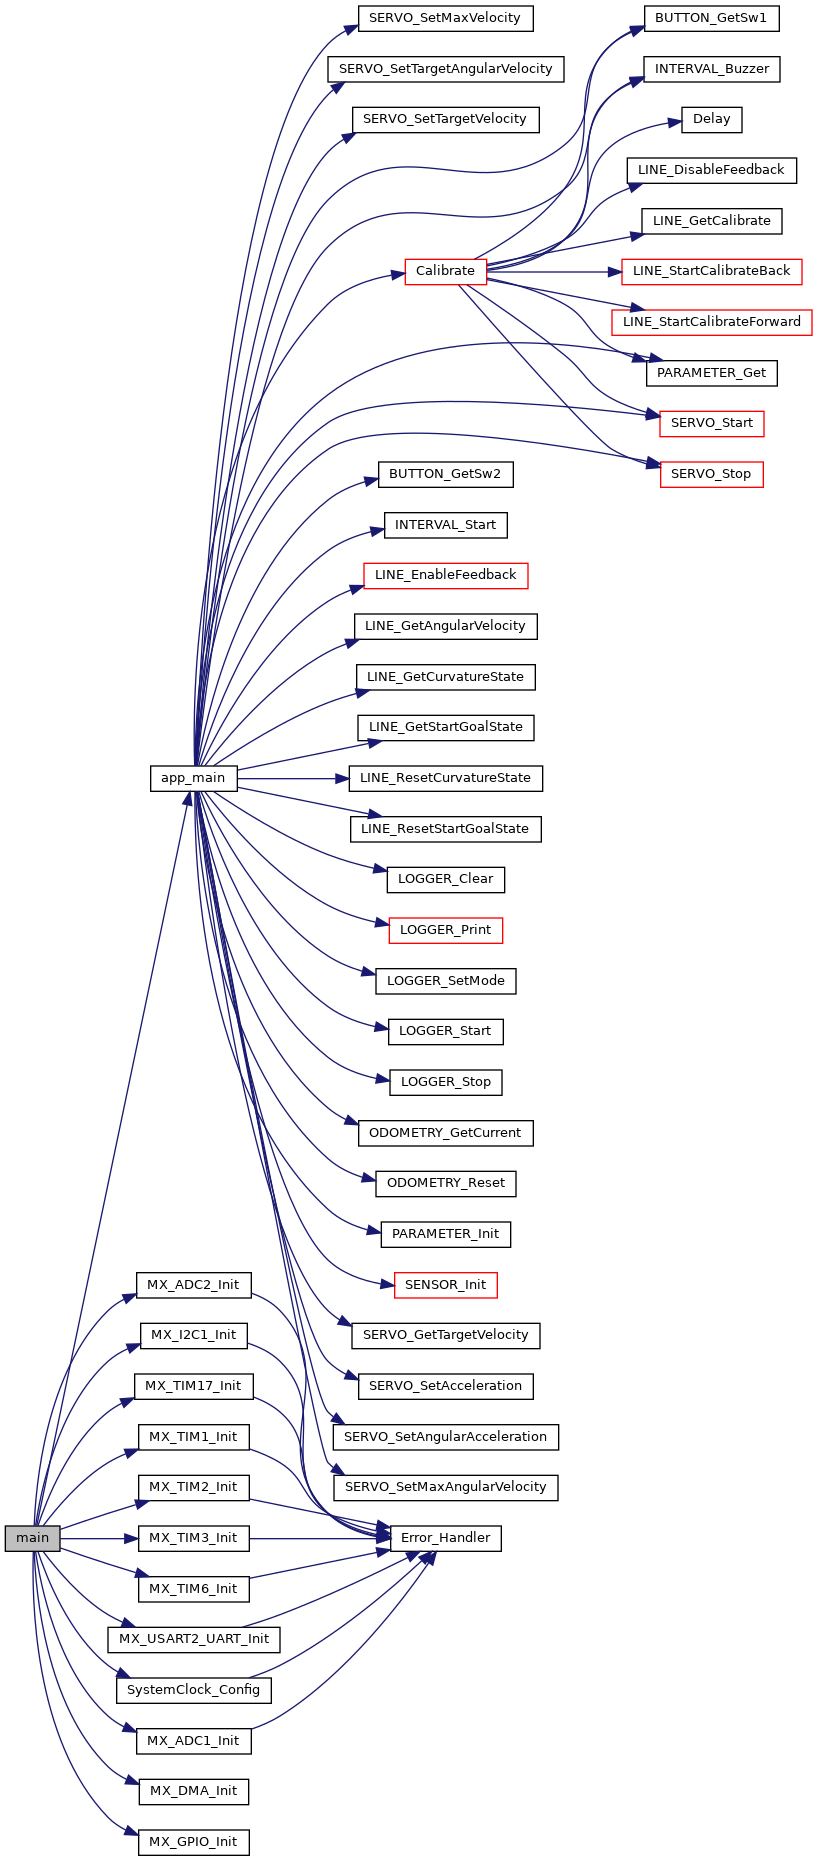 SERVO_SetMaxVelocity
BUTTON_GetSw1
SERVO_SetTargetAngularVelocity
INTERVAL_Buzzer
SERVO_SetTargetVelocity
Delay
LINE_DisableFeedback
LINE_GetCalibrate
Calibrate
LINE_StartCalibrateBack
LINE_StartCalibrateForward
PARAMETER_Get
SERVO_Start
BUTTON_GetSw2
SERVO_Stop
INTERVAL_Start
LINE_EnableFeedback
LINE_GetAngularVelocity
LINE_GetCurvatureState
LINE_GetStartGoalState
app_main
LINE_ResetCurvatureState
LINE_ResetStartGoalState
LOGGER_Clear
LOGGER_Print
LOGGER_SetMode
LOGGER_Start
LOGGER_Stop
ODOMETRY_GetCurrent
ODOMETRY_Reset
PARAMETER_Init
MX_ADC2_Init
SENSOR_Init
MX_I2C1_Init
SERVO_GetTargetVelocity
MX_TIM17_Init
SERVO_SetAcceleration
MX_TIM1_Init
SERVO_SetAngularAcceleration
MX_TIM2_Init
SERVO_SetMaxAngularVelocity
main
MX_TIM3_Init
Error_Handler
MX_TIM6_Init
MX_USART2_UART_Init
SystemClock_Config
MX_ADC1_Init
MX_DMA_Init
MX_GPIO_Init